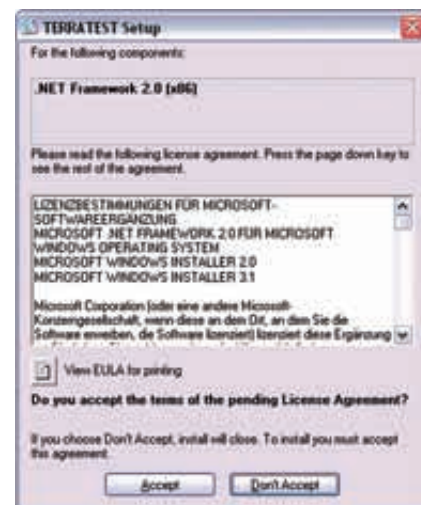 TERRATEST Setup
For the following components:
.NET Framework 2.0 (x86)
Please read the following license agreement. Press the page down key to
see the rest of the agreement.
LIZENZBESTIMMUNGEN FÜR MICROSOFT-
SOFTWAREERGÄNZUNG
MICROSOFT .NET FRAMEWORK 2.0 FÜR MICROSOFT
WINDOWS OPERATING SYSTEM
MICROSOFT WINDOWS INSTALLER 2.0
MICROSOFT WINDOWS INSTALLER 3.1
Microsoft Corporation (oder eine andere Microsoft-
Konzerngesellschaft, wenn diese an dem Ort, an dem Sie die
Software erwerben, die Software lizenziert) lizenziert diese Ergänzung
View EULA for printing
Do you accept the terms of the pending License Agreement?
If you choose Don't Accept, install will close. To install you must accept
this agreement.
Accept Don't Accept